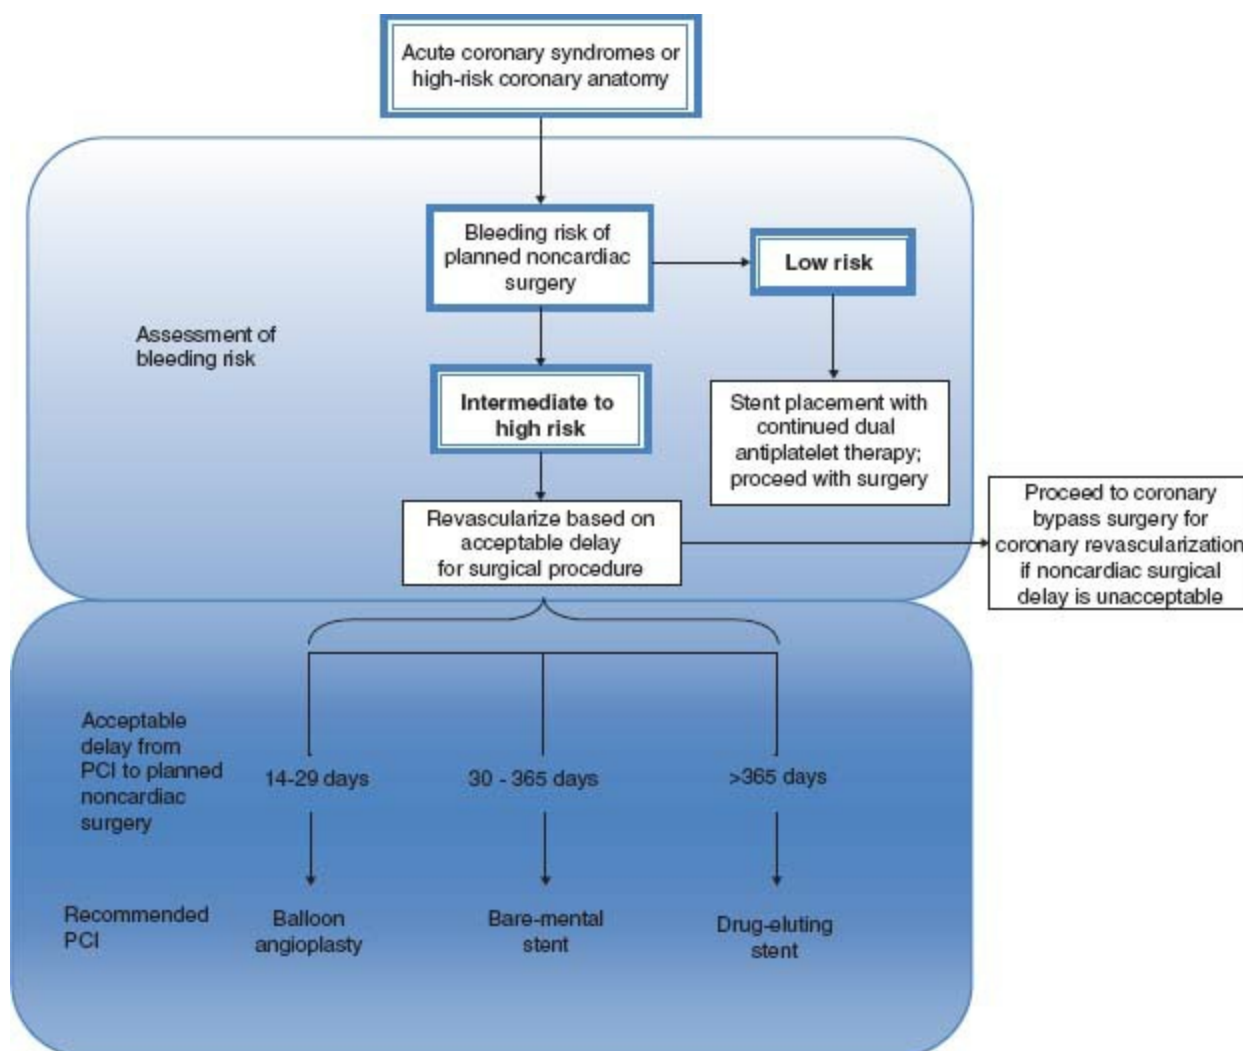 Acute coronary syndromes or
high-risk coronary anatomy
Bleeding risk of
planned noncardiac
surgery
Low risk
Assessment of
bleeding risk
Intermediate to
high risk
Stent placement with
continued dual
antiplatelet therapy;
proceed with surgery
Revascularize based on
acceptable delay
for surgical procedure
Proceed to coronary
bypass surgery for
coronary revascularization
if noncardiac surgical
delay is unacceptable
Acceptable
delay from
PCI to planned
noncardiac
surgery
14-29 days
30 - 365 days
>365 days
Recommended
PCI
Balloon
angioplasty
Bare-mental
stent
Drug-eluting
stent